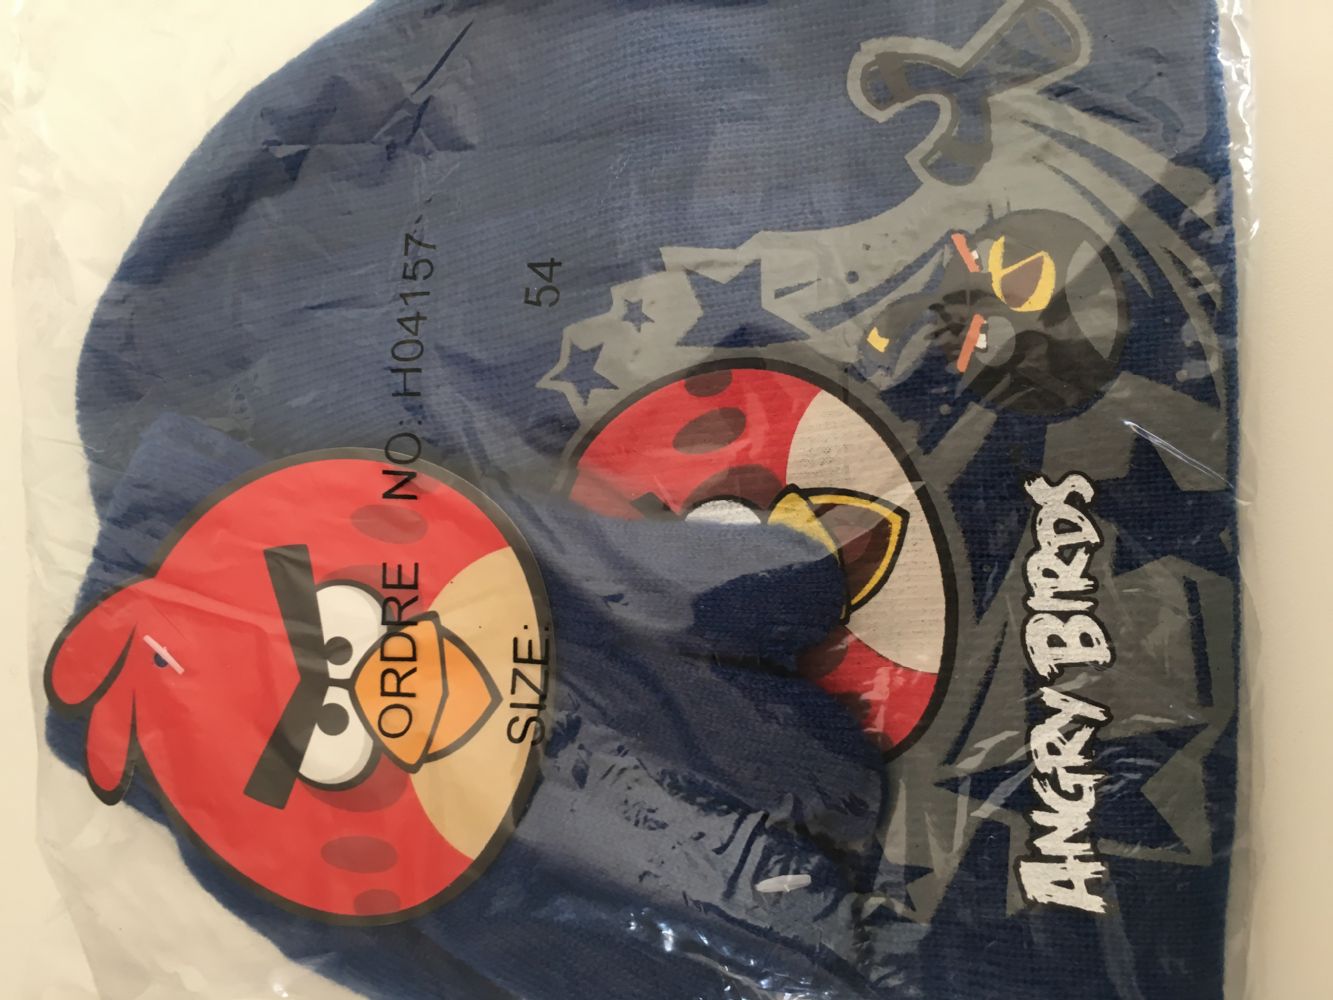 ORDRE NO: H04157
SIZE: 54
ANGRY BIRDS